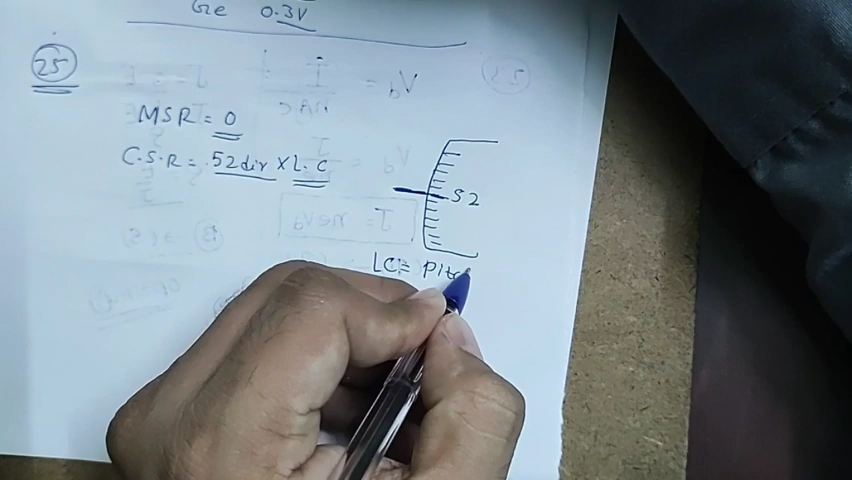 Ge 0.3V
25
MSR = 0
C.S.R = 52div × L.C
52
LC = Pitc